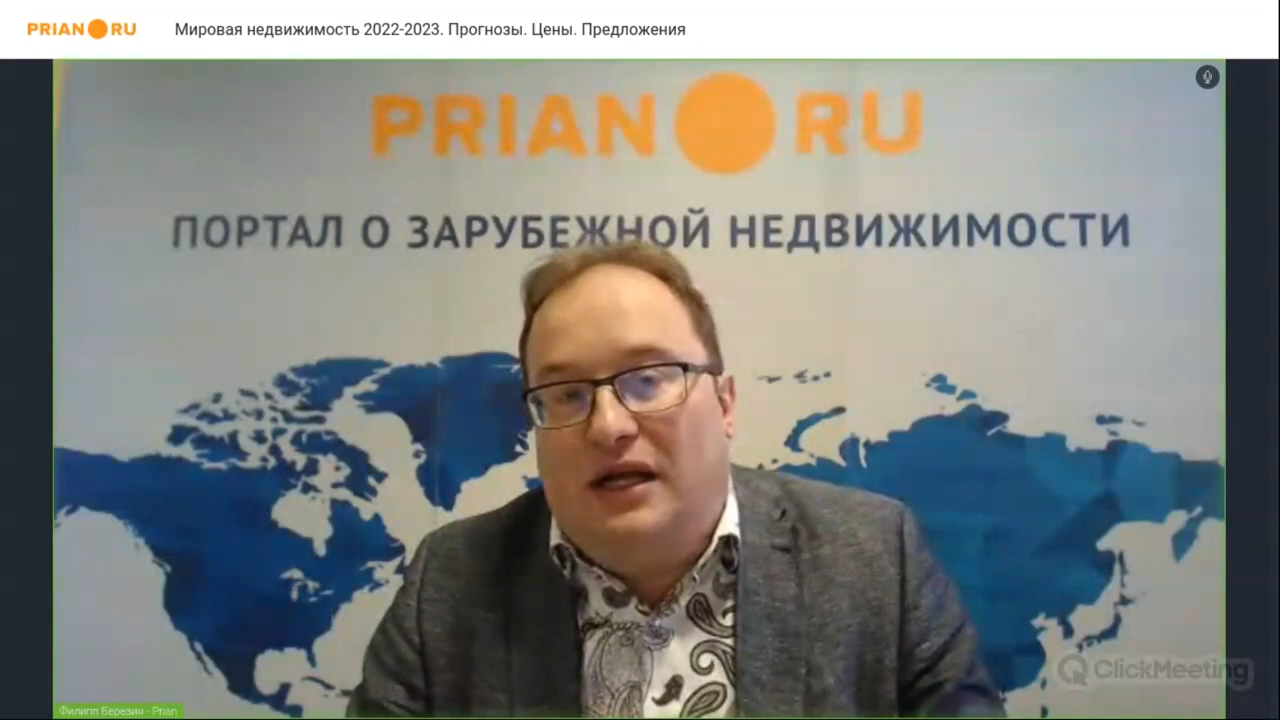 PRIAN RU
Мировая недвижимость 2022-2023. Прогнозы. Цены. Предложения
PRIAN RU
ПОРТАЛ О ЗАРУБЕЖНОЙ НЕДВИЖИМОСТИ
ClickMeeting
Филипп Березин - Prian